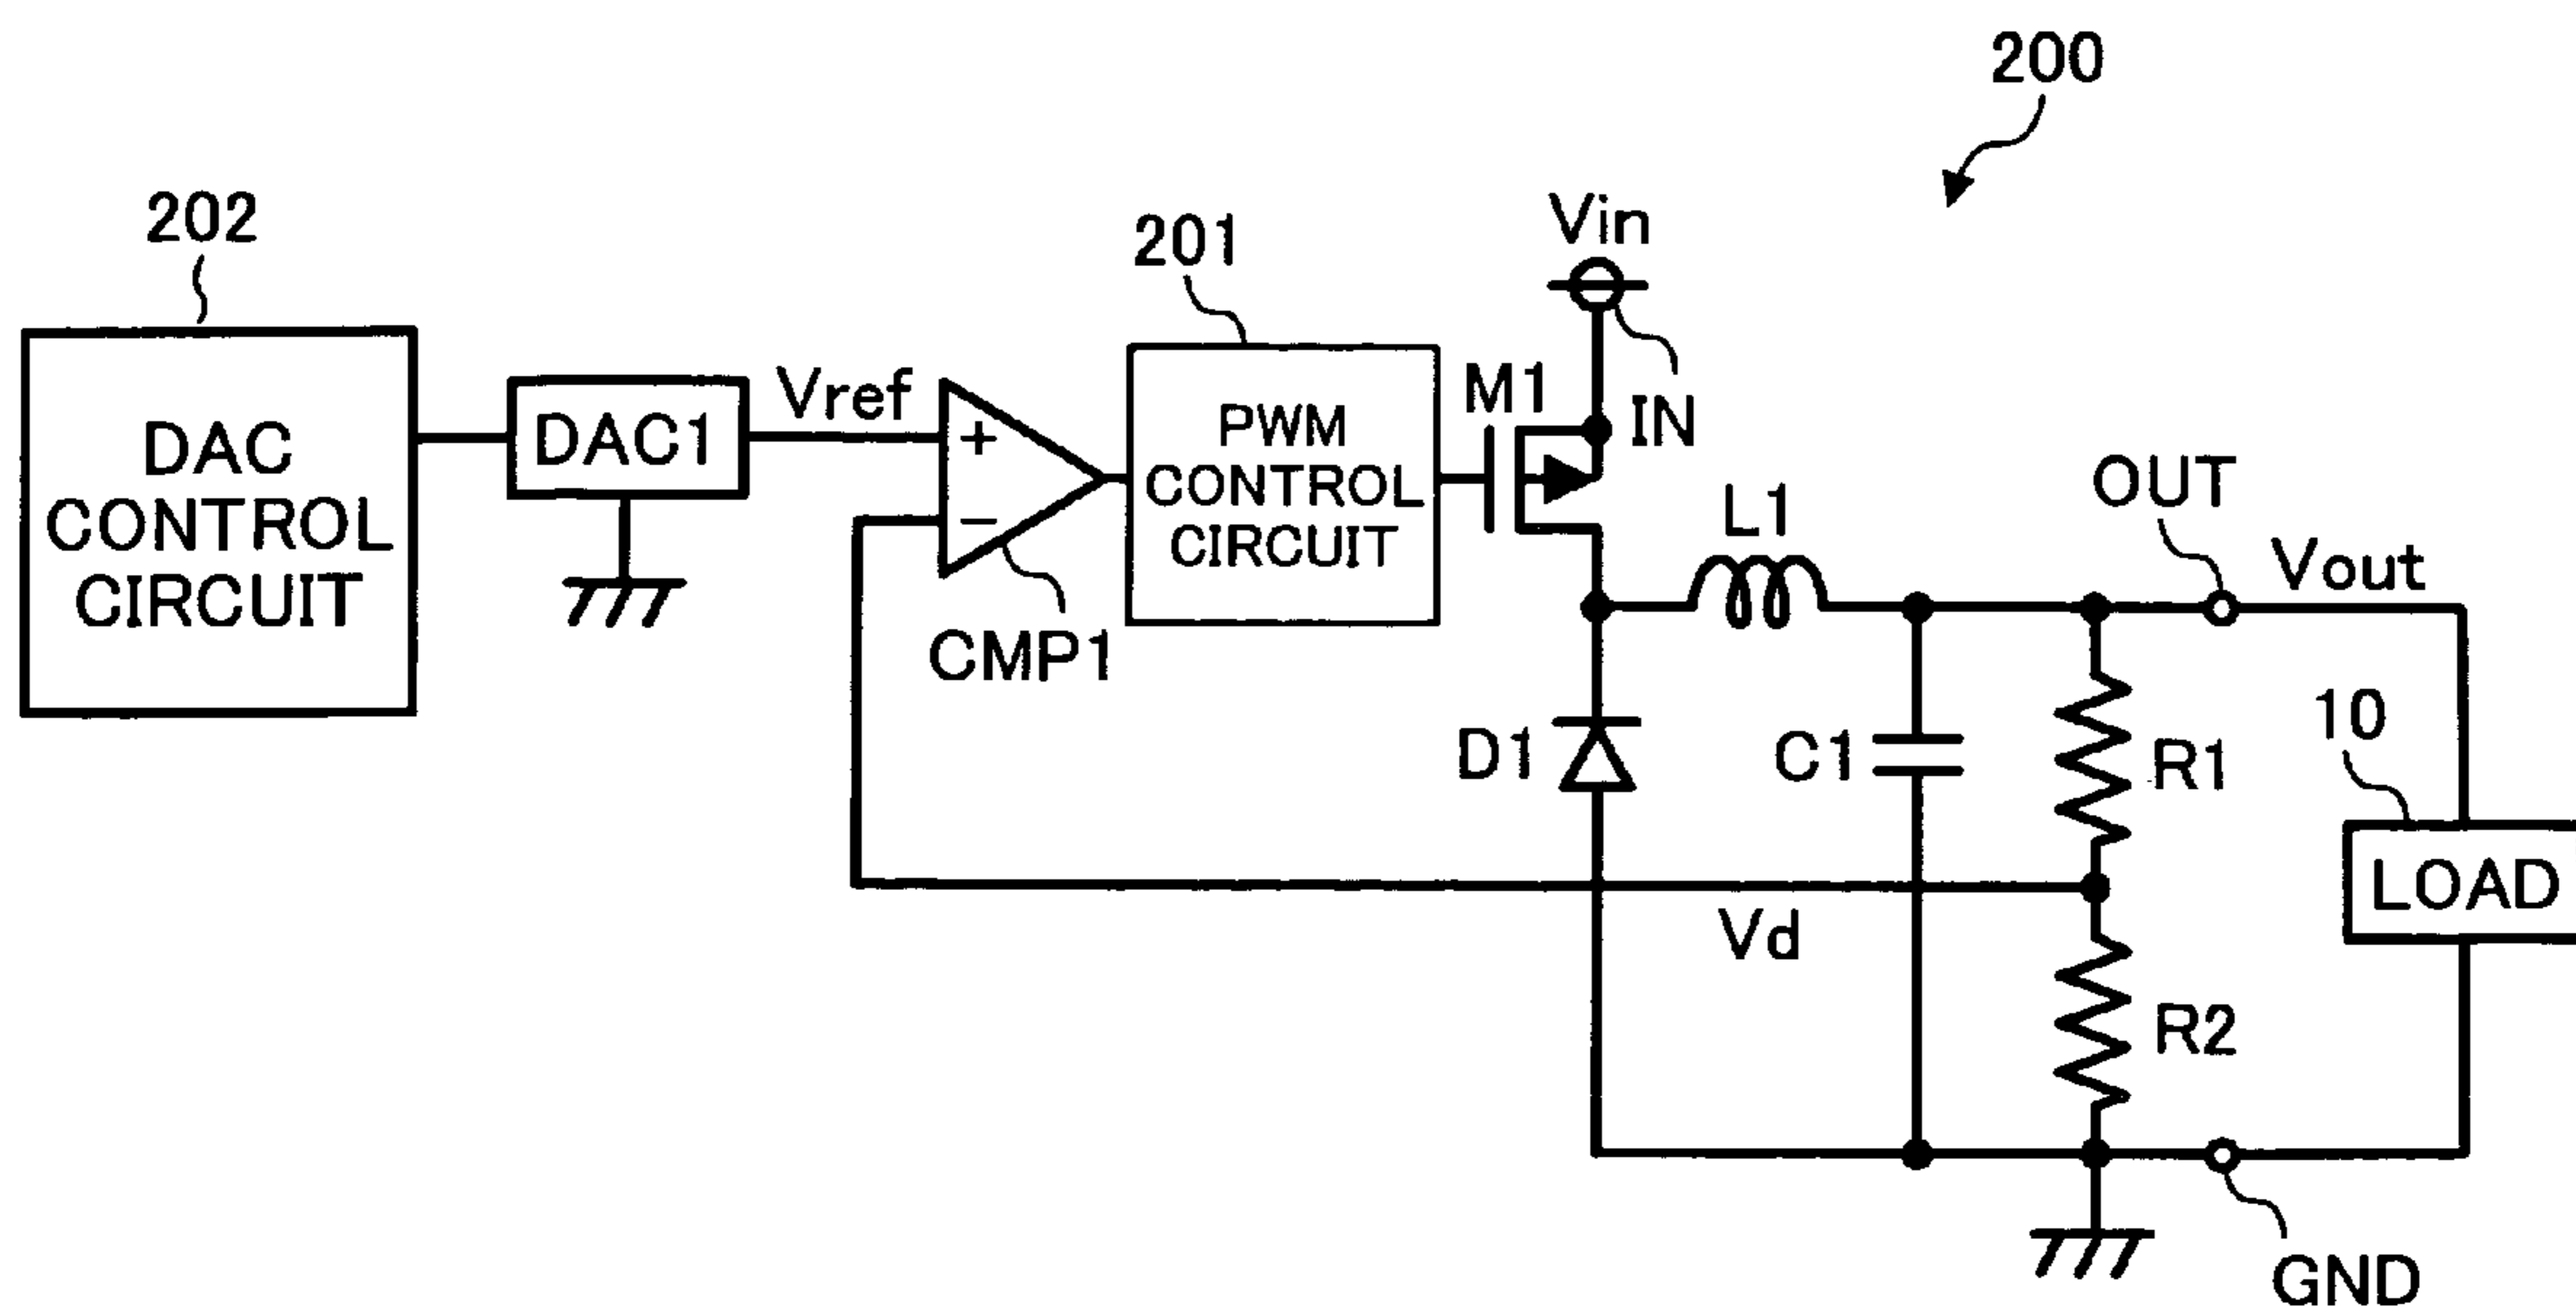 200
202
201
Vin
IN
M1
DAC
CONTROL
CIRCUIT
DAC1
Vref
+
−
CMP1
PWM
CONTROL
CIRCUIT
L1
OUT
Vout
D1
C1
R1
10
LOAD
Vd
R2
GND